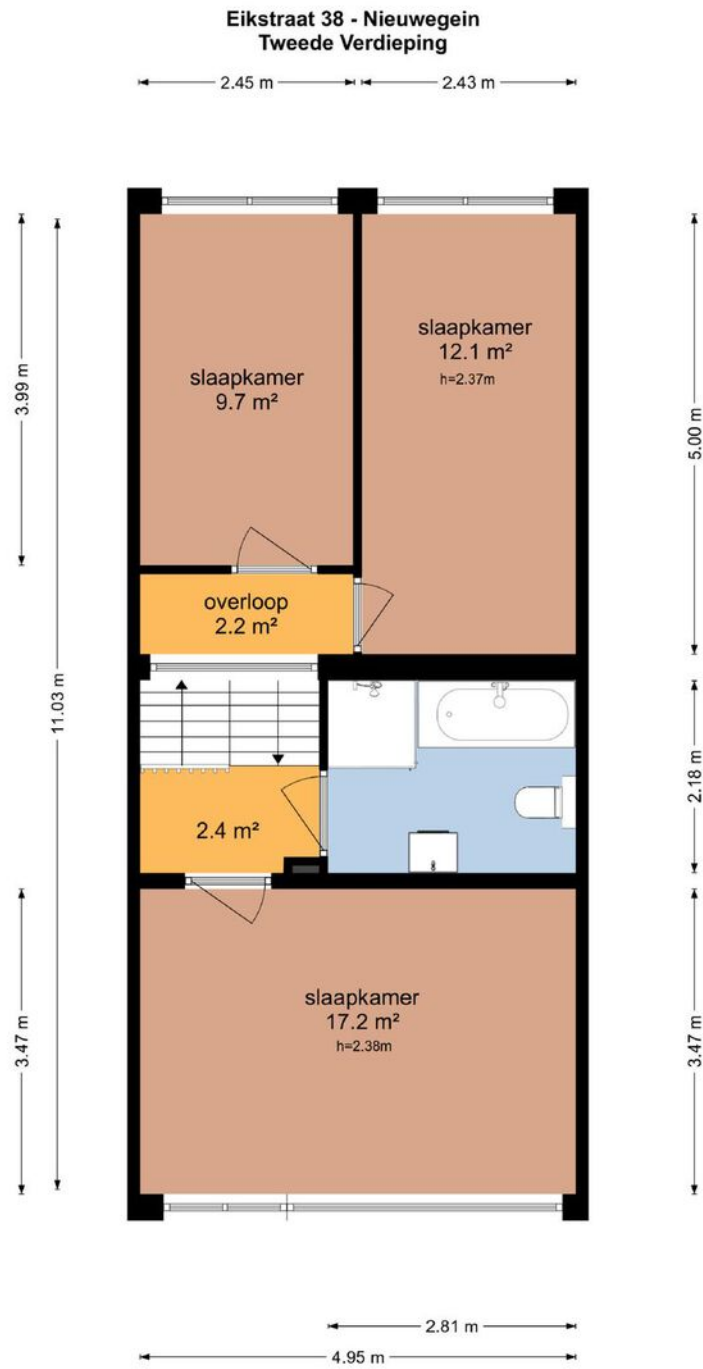 Eikstraat 38 - Nieuwegein
Tweede Verdieping
2.45 m
2.43 m
3.99 m
11.03 m
3.47 m
slaapkamer
9.7 m²
slaapkamer
12.1 m²
h=2.37m
overloop
2.2 m²
2.4 m²
slaapkamer
17.2 m²
h=2.38m
5.00 m
2.18 m
3.47 m
2.81 m
4.95 m